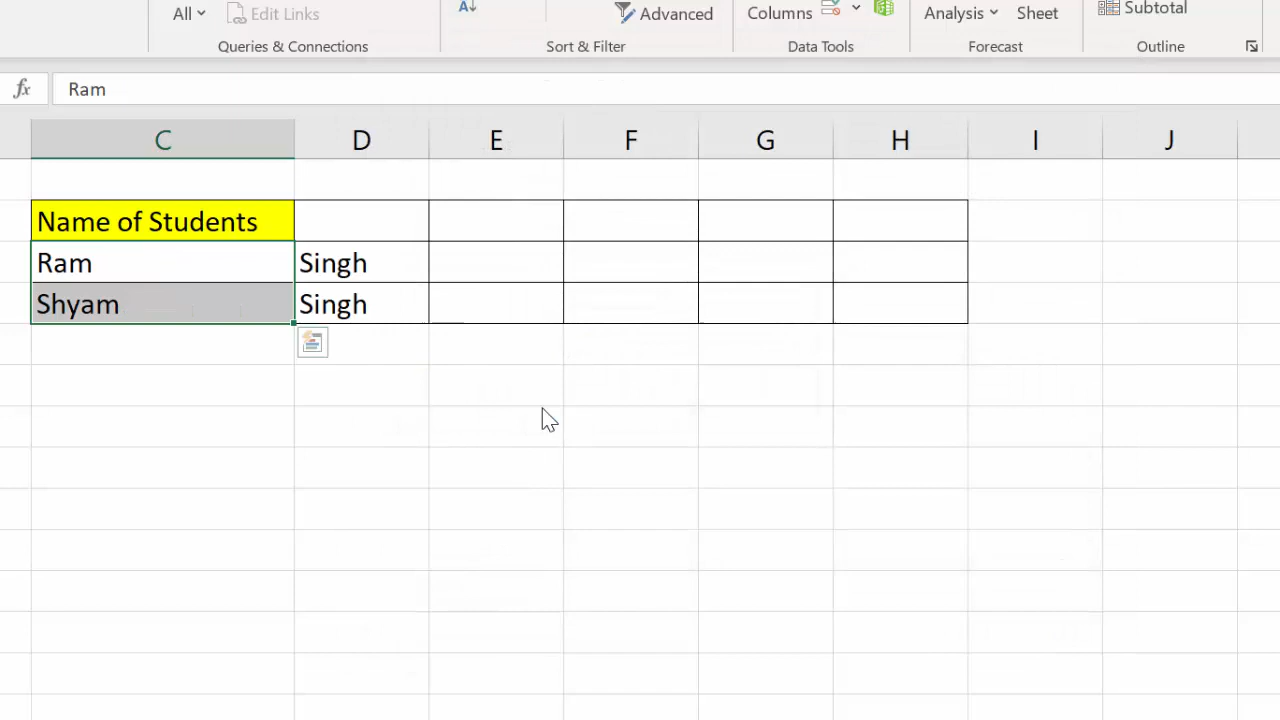 All Edit Links Advanced Columns Analysis Sheet Subtotal
Queries & Connections Sort & Filter Data Tools Forecast Outline
fx Ram
C D E F G H I J
Name of Students
Ram Singh
Shyam Singh